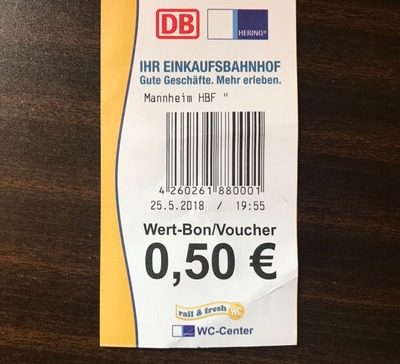 DB HERING®
IHR EINKAUFSBAHNHOF
Gute Geschäfte. Mehr erleben.
Mannheim HBF "
4 260261 880001
25.5.2018 / 19:55
Wert-Bon/Voucher
0,50 €
rail & fresh WC
WC-Center